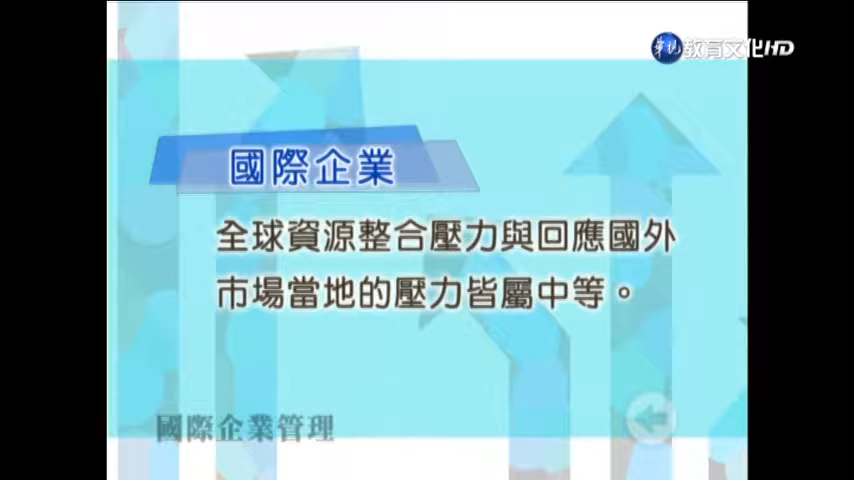 華視教育文化HD
國際企業
全球資源整合壓力與回應國外
市場當地的壓力皆屬中等。
國際企業管理